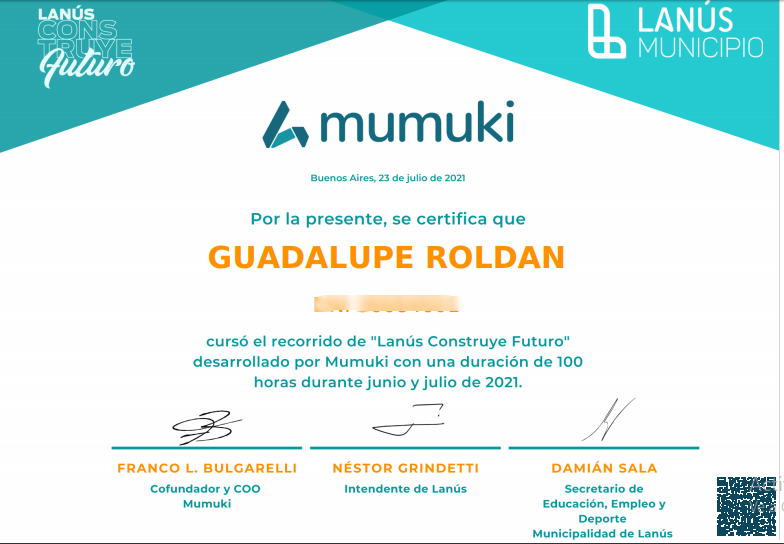 LANÚS
CONS
TRUYE
Futuro
LANÚS
MUNICIPIO
mumuki
Buenos Aires, 23 de julio de 2021
Por la presente, se certifica que
GUADALUPE ROLDAN
cursó el recorrido de "Lanús Construye Futuro"
desarrollado por Mumuki con una duración de 100
horas durante junio y julio de 2021.
FRANCO L. BULGARELLI
Cofundador y COO
Mumuki
NÉSTOR GRINDETTI
Intendente de Lanús
DAMIÁN SALA
Secretario de
Educación, Empleo y
Deporte
Municipalidad de Lanús